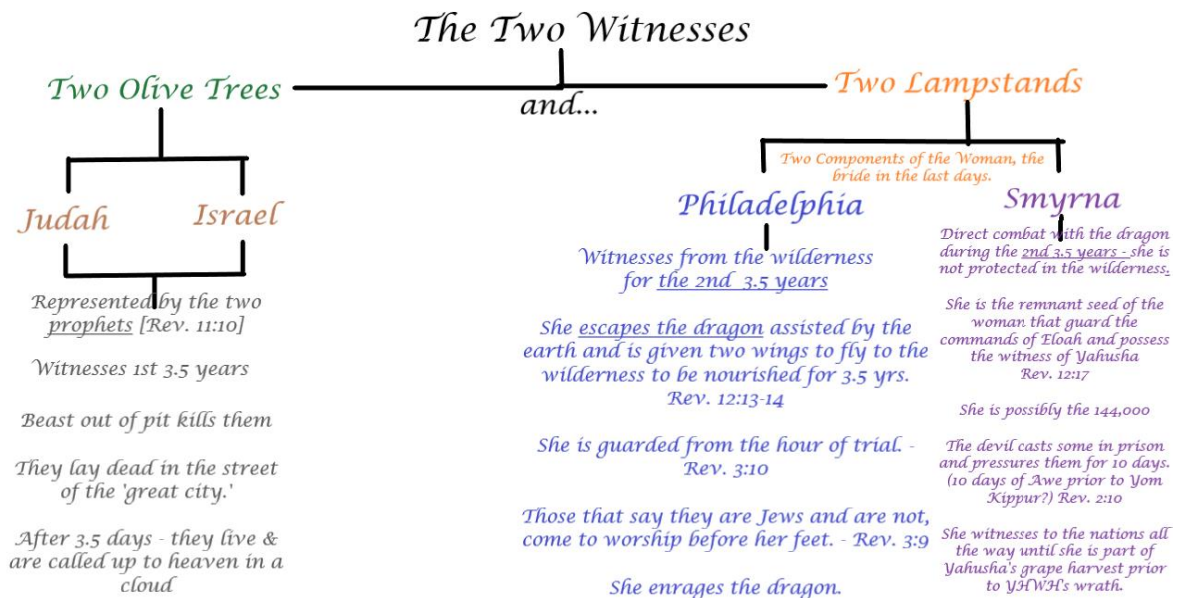 The Two Witnesses
Two Olive Trees
and...
Two Lampstands
Judah
Israel
Represented by the two
prophets [Rev. 11:10]
Witnesses 1st 3.5 years
Beast out of pit kills them
They lay dead in the street
of the 'great city.'
After 3.5 days - they live &
are called up to heaven in a
cloud
Two Components of the Woman, the
bride in the last days.
Philadelphia
Witnesses from the wilderness
for the 2nd 3.5 years
She escapes the dragon assisted by the
earth and is given two wings to fly to the
wilderness to be nourished for 3.5 yrs.
Rev. 12:13-14
She is guarded from the hour of trial. -
Rev. 3:10
Those that say they are Jews and are not,
come to worship before her feet. - Rev. 3:9
She enrages the dragon.
Smyrna
Direct combat with the dragon
during the 2nd 3.5 years - she is
not protected in the wilderness.
She is the remnant seed of the
woman that guard the
commands of Eloah and possess
the witness of Yahusha
Rev. 12:17
She is possibly the 144,000
The devil casts some in prison
and pressures them for 10 days.
(10 days of Awe prior to Yom
Kippur?) Rev. 2:10
She witnesses to the nations all
the way until she is part of
Yahusha's grape harvest prior
to YHWH's wrath.